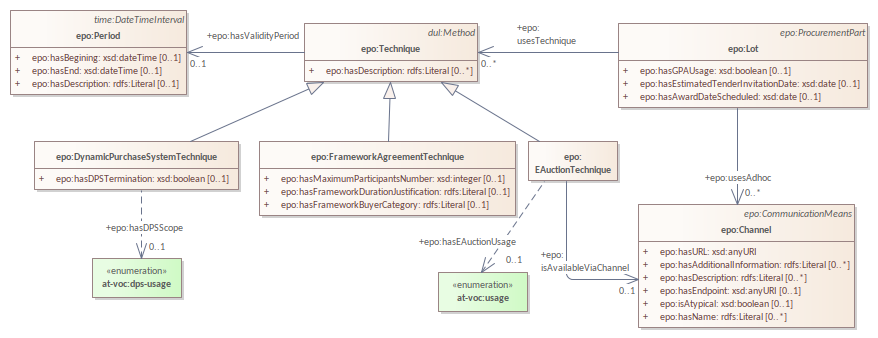 time:DateTimeInterval
epo:Period
+ epo:hasBegining: xsd:dateTime [0..1]
+ epo:hasEnd: xsd:dateTime [0..1]
+ epo:hasDescription: rdfs:Literal [0..1]
+epo:hasValidityPeriod
0..1
dul:Method
epo:Technique
+ epo:hasDescription: rdfs:Literal [0..*]
+epo:
usesTechnique
0..*
epo:ProcurementPart
epo:Lot
+ epo:hasGPAUsage: xsd:boolean [0..1]
+ epo:hasEstimatedTenderInvitationDate: xsd:date [0..1]
+ epo:hasAwardDateScheduled: xsd:date [0..1]
epo:DynamicPurchaseSystemTechnique
+ epo:hasDPSTermination: xsd:boolean [0..1]
epo:FrameworkAgreementTechnique
+ epo:hasMaximumParticipantsNumber: xsd:integer [0..1]
+ epo:hasFrameworkDurationJustification: rdfs:Literal [0..1]
+ epo:hasFrameworkBuyerCategory: rdfs:Literal [0..1]
epo:
EAuctionTechnique
+epo:usesAdhoc
0..*
+epo:hasDPSScope
0..1
+epo:hasEAuctionUsage
0..1
+epo:
isAvailableViaChannel
0..1
epo:CommunicationMeans
epo:Channel
+ epo:hasURL: xsd:anyURI
+ epo:hasAdditionalInformation: rdfs:Literal [0..*]
+ epo:hasDescription: rdfs:Literal [0..*]
+ epo:hasEndpoint: xsd:anyURI [0..1]
+ epo:isAtypical: xsd:boolean [0..1]
+ epo:hasName: rdfs:Literal [0..*]
«enumeration»
at-voc:dps-usage
«enumeration»
at-voc:usage